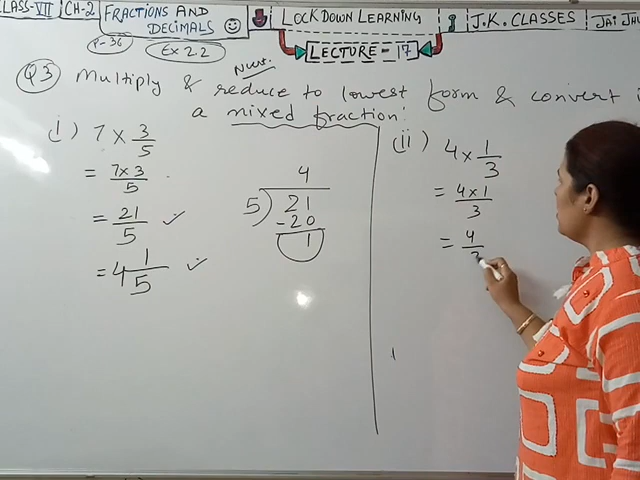 CLASS-VII CH-2 FRACTIONS AND DECIMALS LOCKDOWN LEARNING J.K. CLASSES JAI
P-36 EX 2.2 LECTURE-17
Q3 Multiply & reduce to lowest form & convert
a mixed fraction:
(i) 7 × 3/5
= 7×3/5
= 21/5 ✓
= 4 1/5 ✓
4
5) 21
-20
1
(ii) 4 × 1/3
= 4×1/3
= 4/3